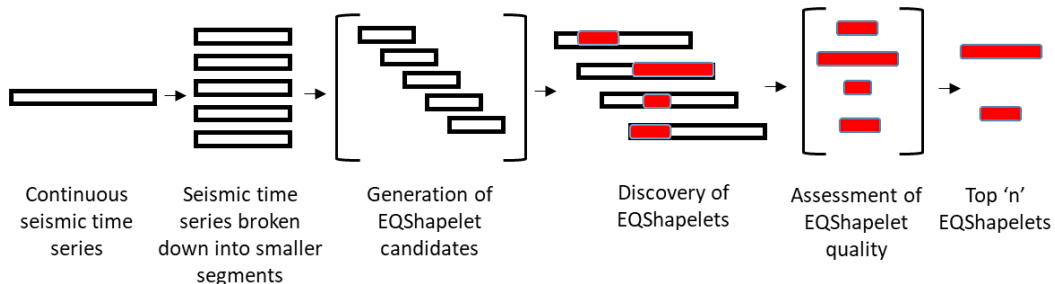 Continuous
seismic time
series
Seismic time
series broken
down into smaller
segments
Generation of
EQShapelet
candidates
Discovery of
EQShapelets
Assessment of
EQShapelet
quality
Top ‘n’
EQShapelets